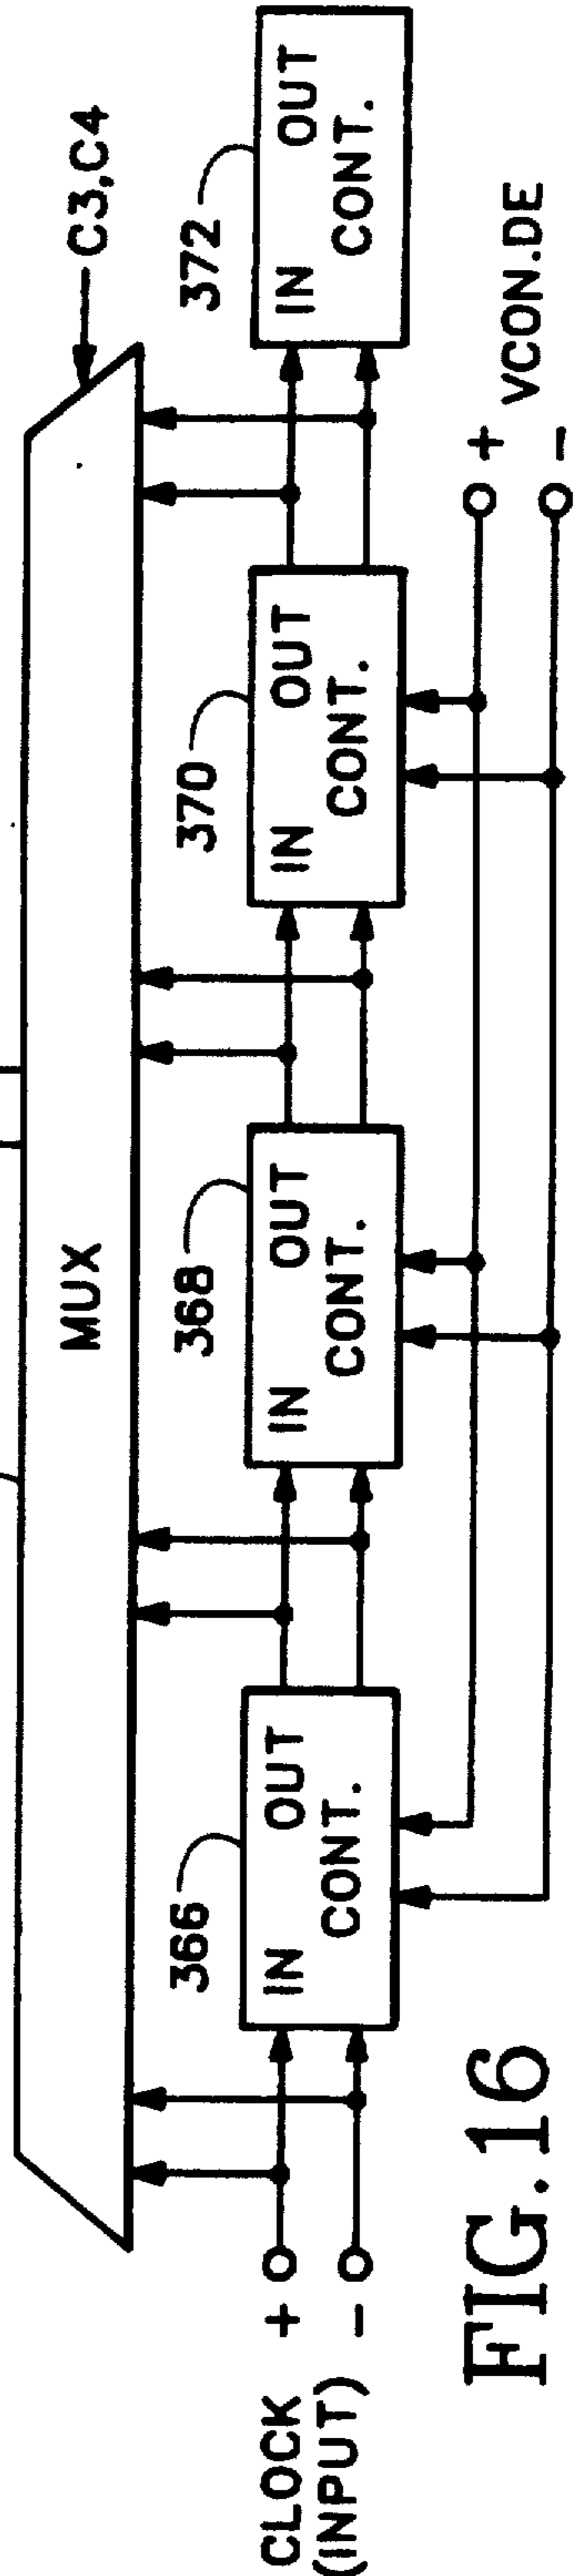 MUX
C3,C4
366
368
370
372
IN OUT
CONT.
IN OUT
CONT.
IN OUT
CONT.
IN OUT
CONT.
CLOCK +
(INPUT) -
+
VCON.DE
-
FIG.16